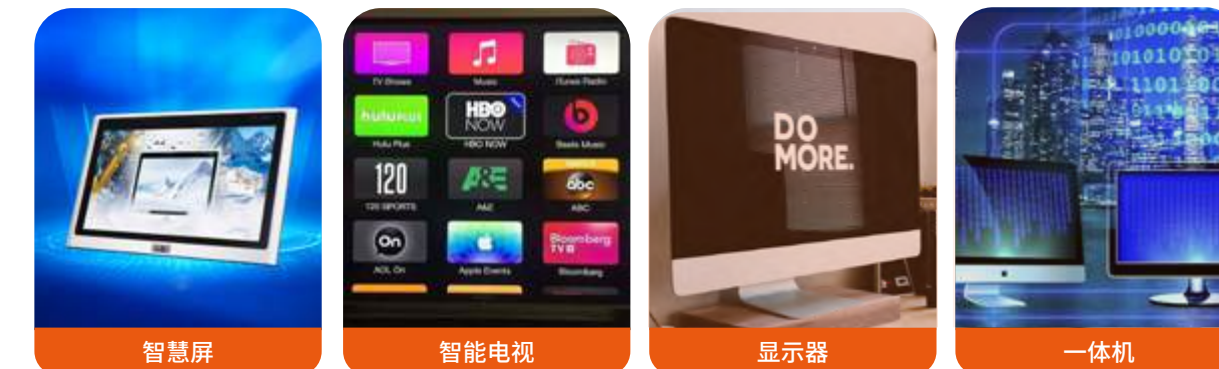 智慧屏
TV Shows
Music
iTunes Radio
huluPLUS
HBO
NOW
Hulu Plus
HBO NOW
Beats Music
120
A&E
abc
120 SPORTS
A&E
ABC
On
Bloomberg
TV
AOL On
Apple Events
Bloomberg
智能电视
DO
MORE.
显示器
一体机